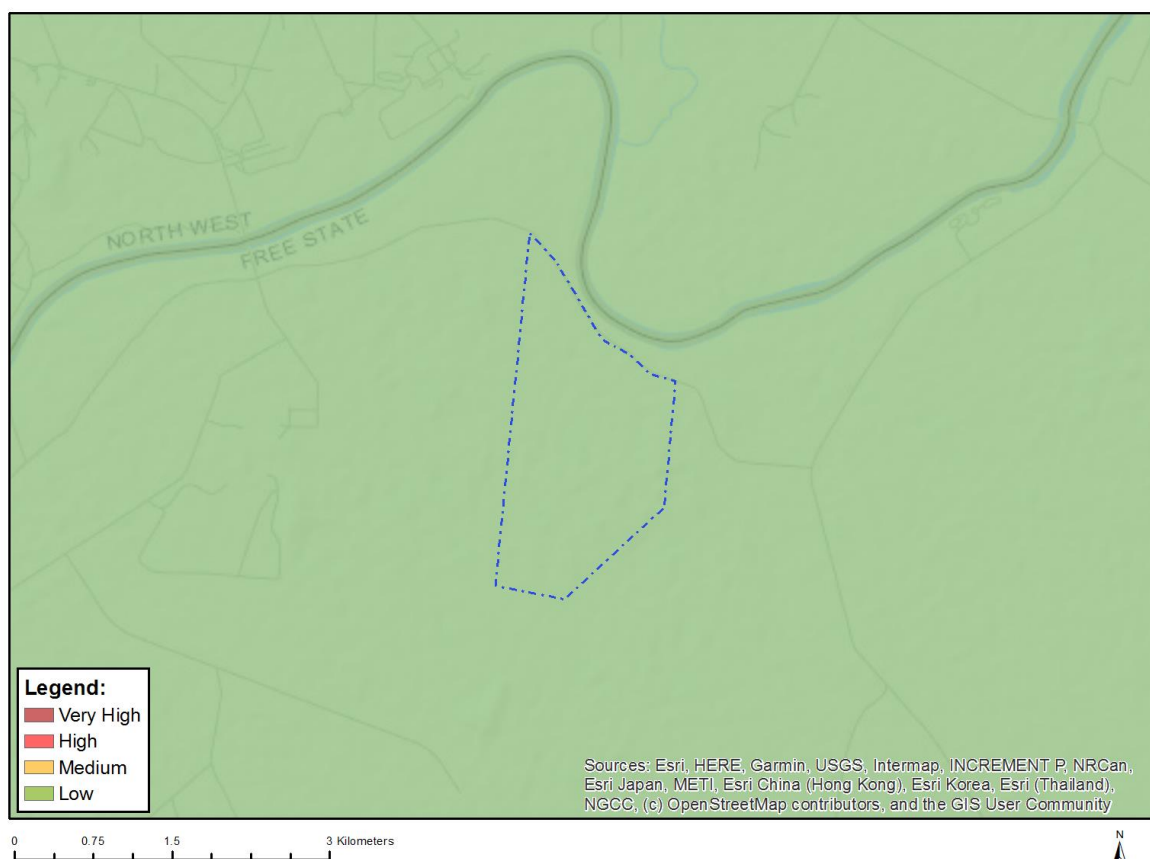 NORTH WEST
FREE STATE
Legend:
Very High
High
Medium
Low
Sources: Esri, HERE, Garmin, USGS, Intermap, INCREMENT P, NRCan,
Esri Japan, METI, Esri China (Hong Kong), Esri Korea, Esri (Thailand),
NGCC, (c) OpenStreetMap contributors, and the GIS User Community
0 0.75 1.5 3 Kilometers
N